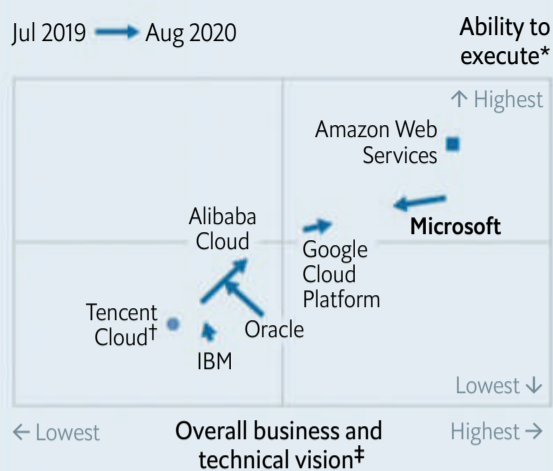 Jul 2019 → Aug 2020
Ability to
execute*
↑ Highest
Amazon Web
Services
Microsoft
Alibaba
Cloud
Google
Cloud
Platform
Tencent
Cloud†
Oracle
IBM
Lowest ↓
← Lowest
Overall business and
technical vision‡
Highest →